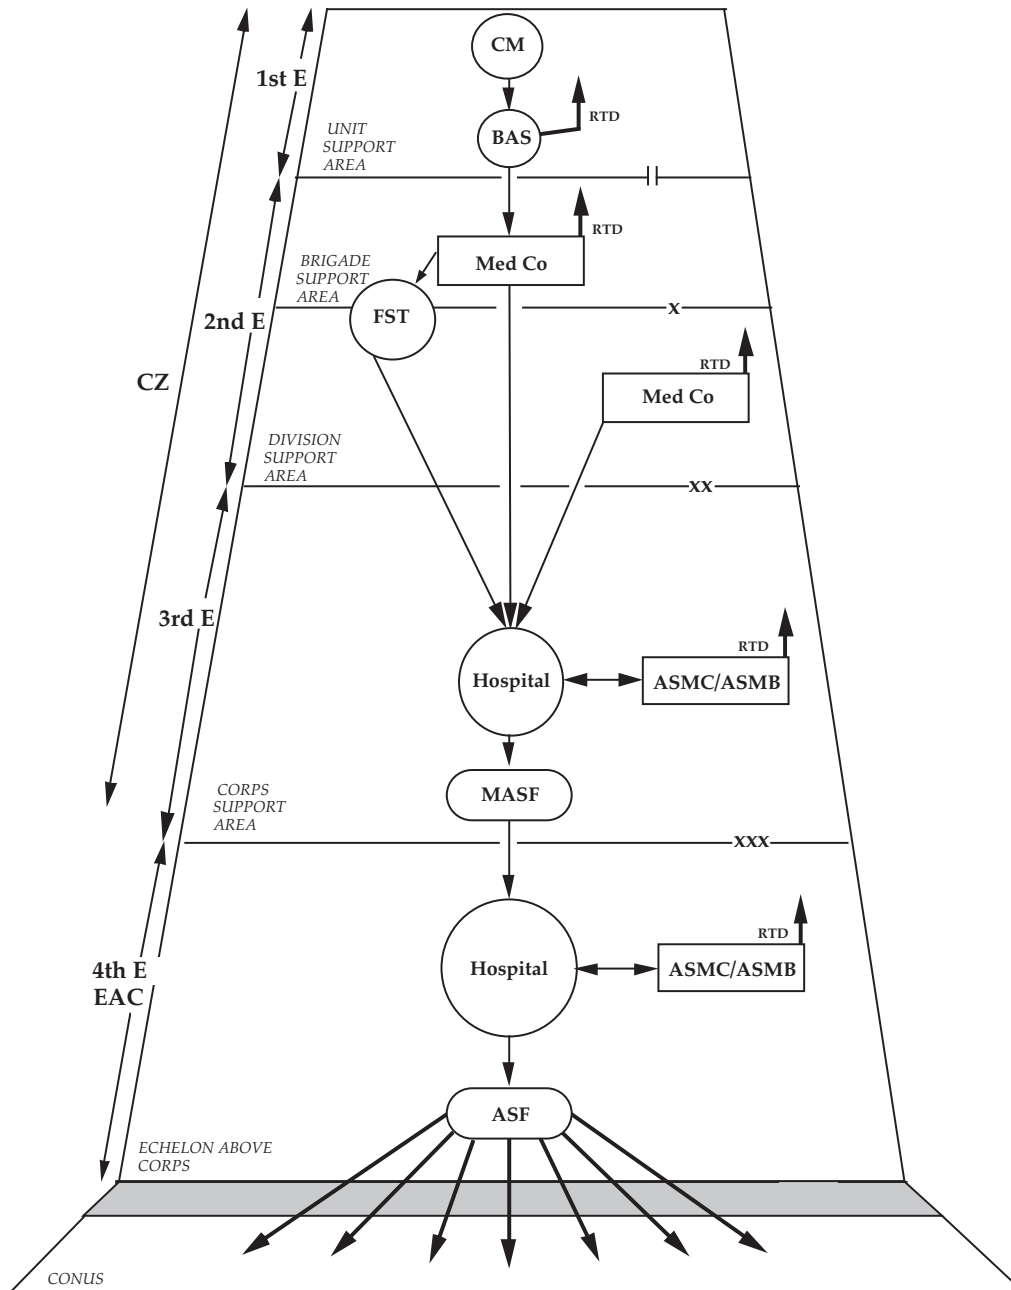 CM
1st E
RTD
BAS
UNIT
SUPPORT
AREA
RTD
Med Co
BRIGADE
SUPPORT
AREA
FST
x
2nd E
RTD
CZ
Med Co
DIVISION
SUPPORT
AREA
xx
3rd E
RTD
Hospital
ASMC/ASMB
MASF
CORPS
SUPPORT
AREA
xxx
RTD
4th E
EAC
Hospital
ASMC/ASMB
ASF
ECHELON ABOVE
CORPS
CONUS